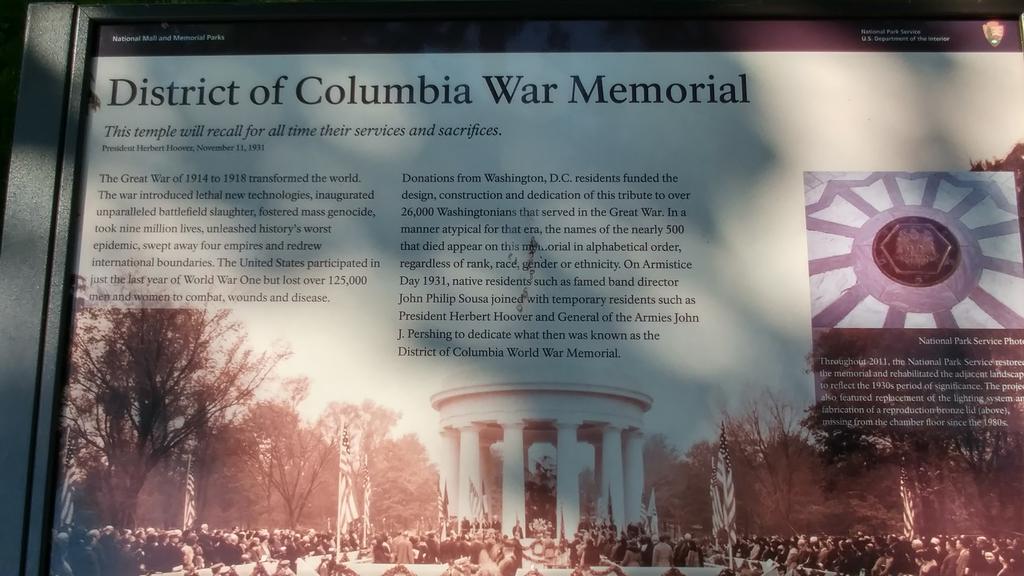 National Mall and Memorial Parks
National Park Service
U.S. Department of the Interior
District of Columbia War Memorial
This temple will recall for all time their services and sacrifices.
President Herbert Hoover, November 11, 1931
The Great War of 1914 to 1918 transformed the world.
The war introduced lethal new technologies, inaugurated
unparalleled battlefield slaughter, fostered mass genocide,
took nine million lives, unleashed history's worst
epidemic, swept away four empires and redrew
international boundaries. The United States participated in
just the last year of World War One but lost over 125,000
men and women to combat, wounds and disease.
Donations from Washington, D.C. residents funded the
design, construction and dedication of this tribute to over
26,000 Washingtonians that served in the Great War. In a
manner atypical for that era, the names of the nearly 500
that died appear on this memorial in alphabetical order,
regardless of rank, race, gender or ethnicity. On Armistice
Day 1931, native residents such as famed band director
John Philip Sousa joined with temporary residents such as
President Herbert Hoover and General of the Armies John
J. Pershing to dedicate what then was known as the
District of Columbia World War Memorial.
National Park Service Photo
Throughout 2011, the National Park Service restore
the memorial and rehabilitated the adjacent landscap
to reflect the 1930s period of significance. The projec
also featured replacement of the lighting system an
fabrication of a reproduction bronze lid (above),
missing from the chamber floor since the 1980s.